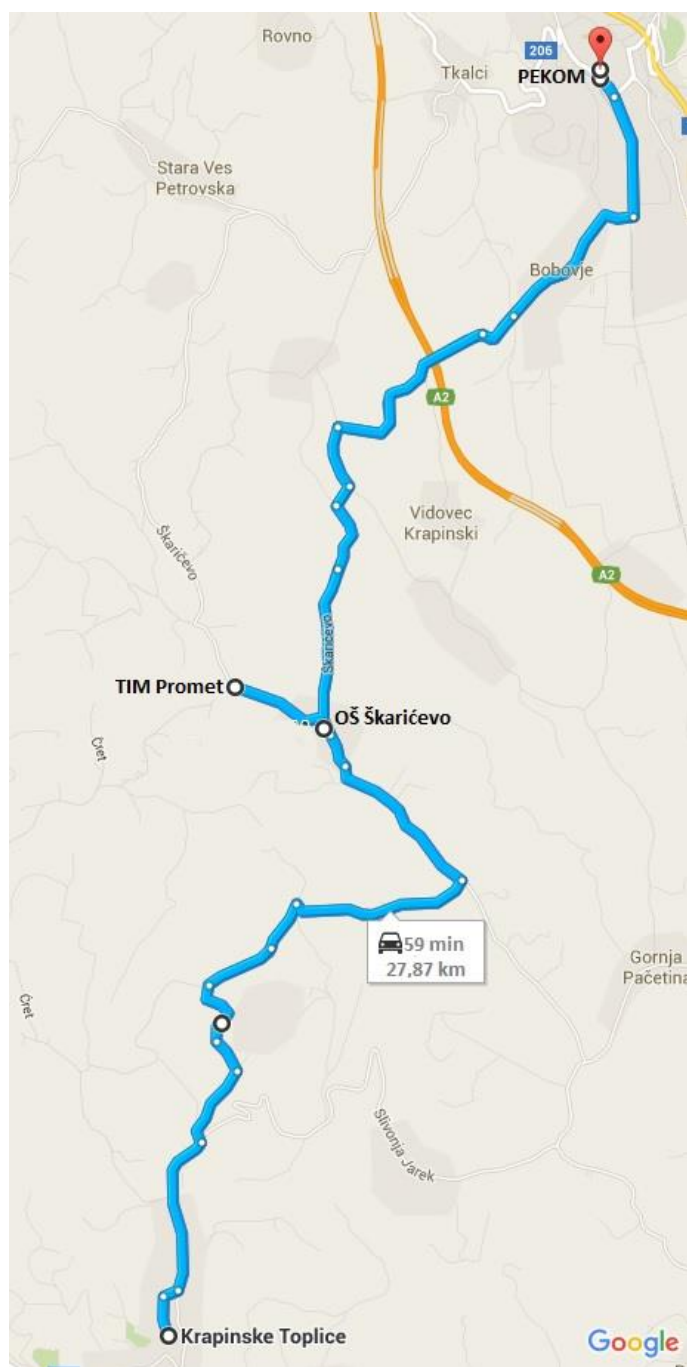 Rovno
206
Tkalci
PEKOM
Stara Ves
Petrovska
Bobovje
A2
Vidovec
Krapinski
A2
Škarićevo
Škarićevo
TIM Promet
OŠ Škarićevo
Čret
59 min
27,87 km
Gornja
Pačetina
Čret
Slivonja Jarek
Krapinske Toplice
Google